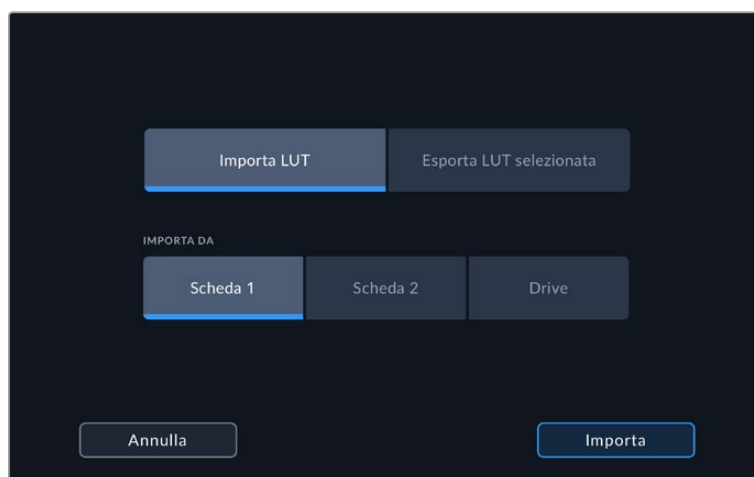 Importa LUT Esporta LUT selezionata
IMPORTA DA
Scheda 1 Scheda 2 Drive
Annulla Importa